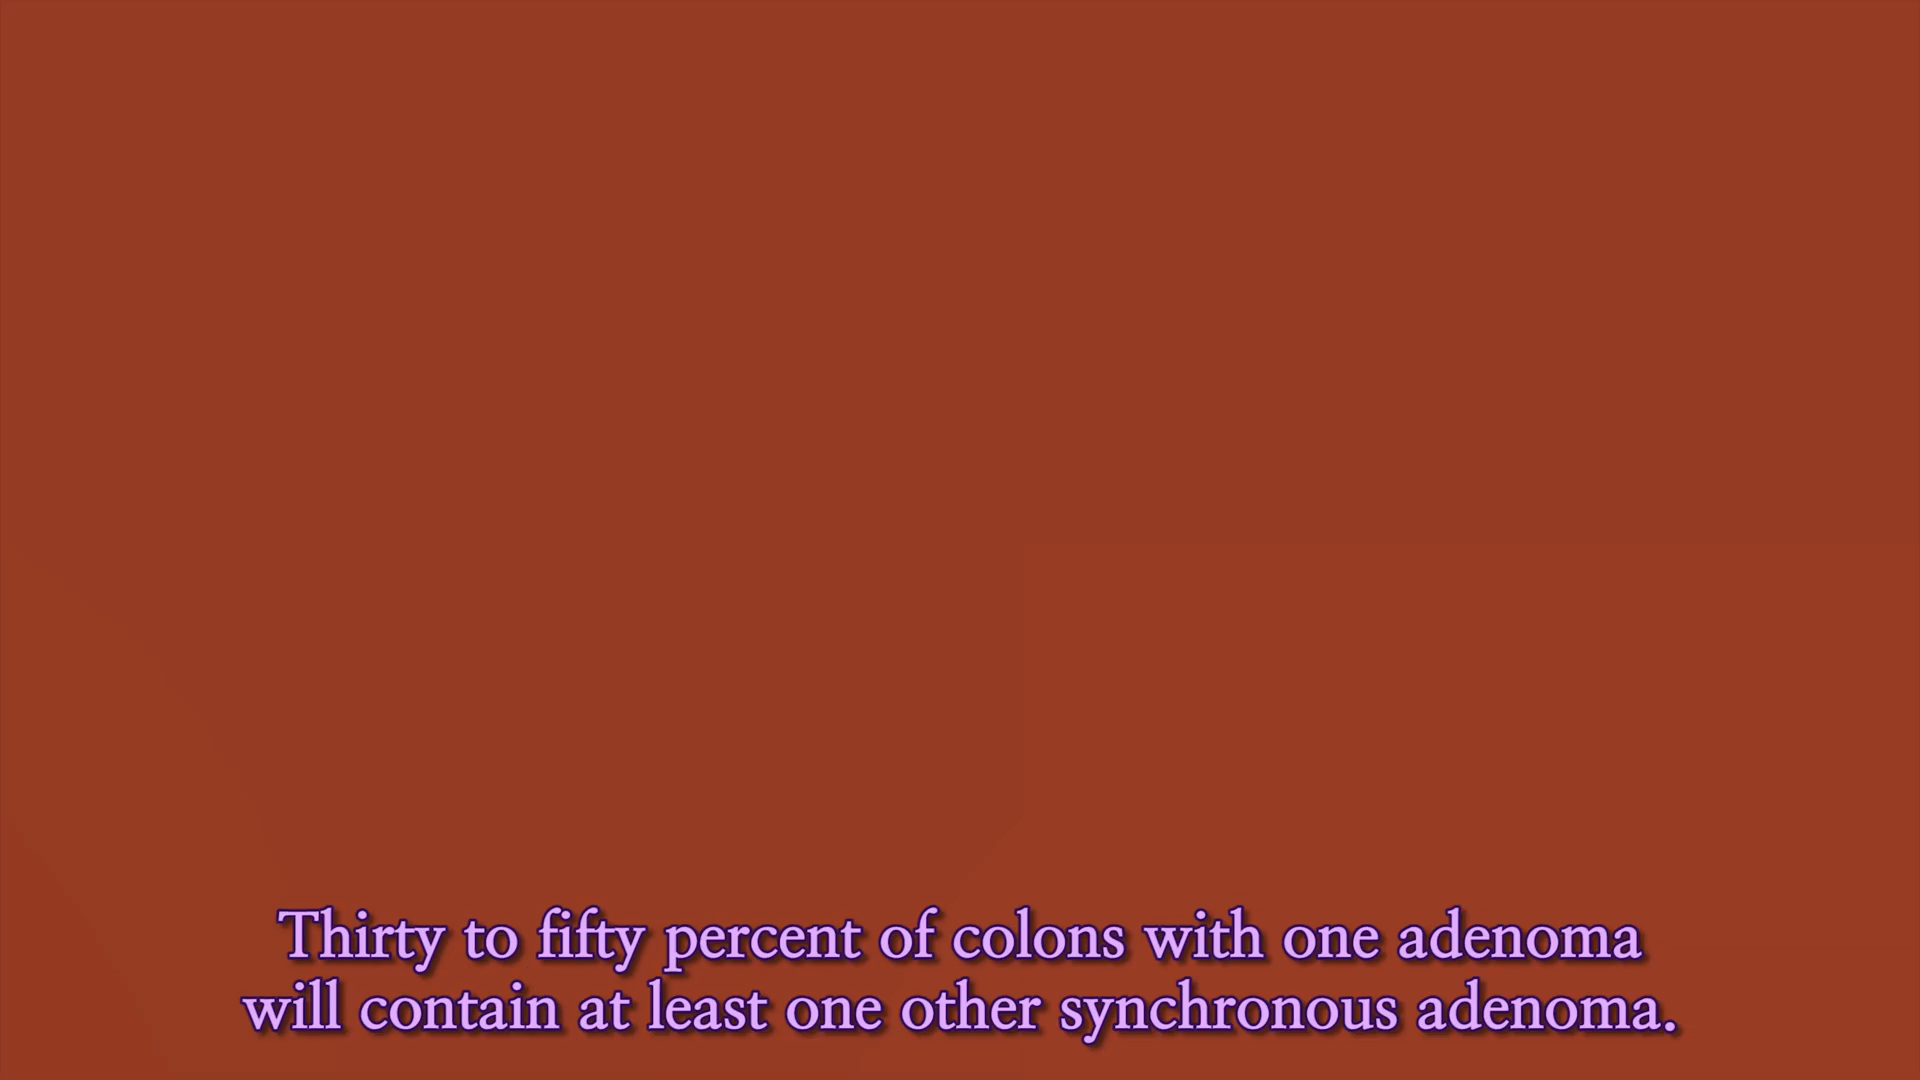 Thirty to fifty percent of colons with one adenoma
will contain at least one other synchronous adenoma.